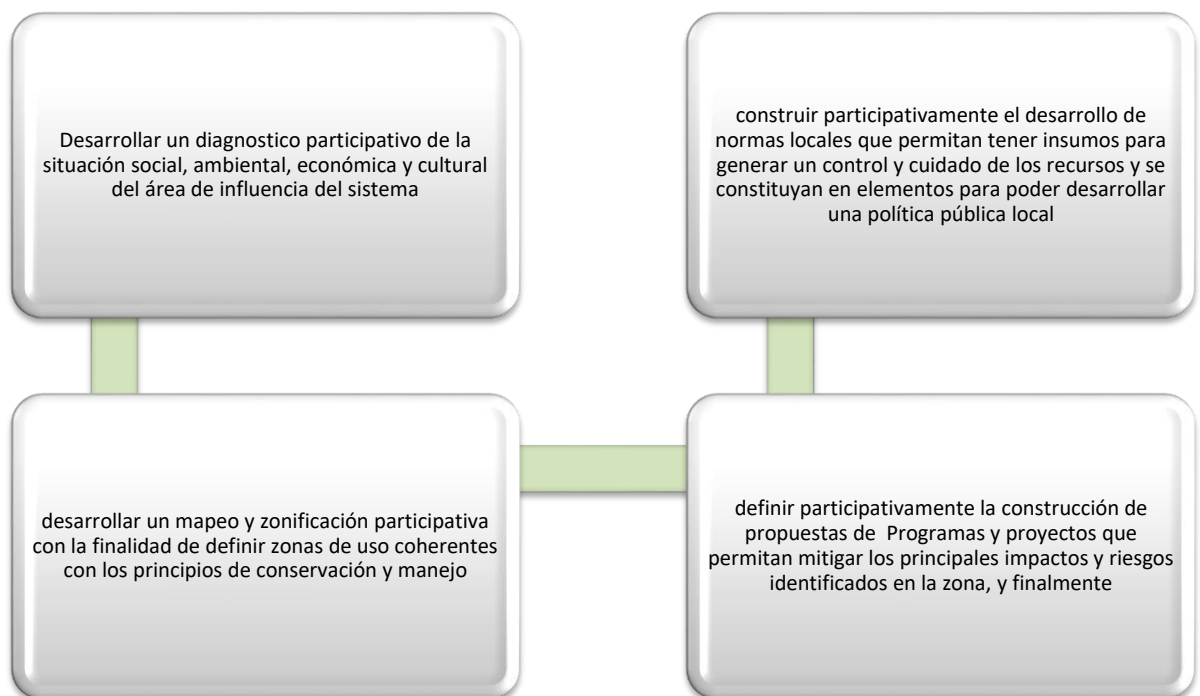 Desarrollar un diagnostico participativo de la
situación social, ambiental, económica y cultural
del área de influencia del sistema
desarrollar un mapeo y zonificación participativa
con la finalidad de definir zonas de uso coherentes
con los principios de conservación y manejo
definir participativamente la construcción de
propuestas de Programas y proyectos que
permitan mitigar los principales impactos y riesgos
identificados en la zona, y finalmente
construir participativamente el desarrollo de
normas locales que permitan tener insumos para
generar un control y cuidado de los recursos y se
constituyan en elementos para poder desarrollar
una política pública local